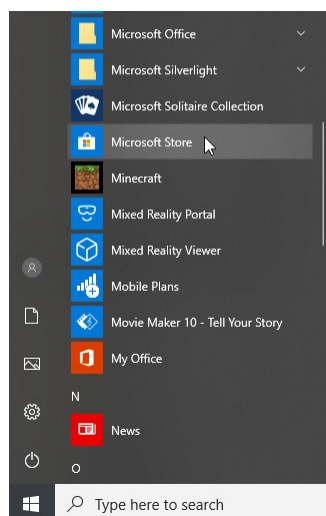 Microsoft Office
Microsoft Silverlight
Microsoft Solitaire Collection
Microsoft Store
Minecraft
Mixed Reality Portal
Mixed Reality Viewer
Mobile Plans
Movie Maker 10 - Tell Your Story
My Office
N
News
O
Type here to search